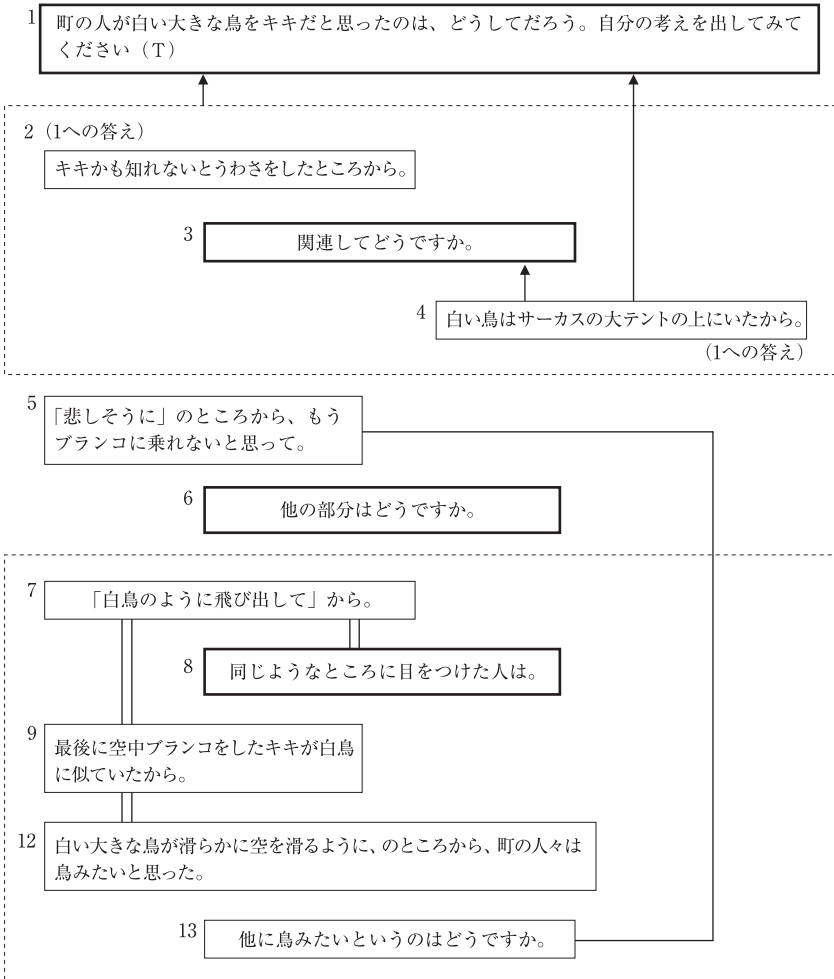 1 町の人が白い大きな鳥をキキだと思ったのは、どうしてだろう。自分の考えを出してみて
ください（T）
2（1への答え）
キキかも知れないとうわさをしたところから。
3 関連してどうですか。
4 白い鳥はサーカスの大テントの上にいたから。
（1への答え）
5 「悲しそうに」のところから、もう
ブランコに乗れないと思って。
6 他の部分はどうですか。
7 「白鳥のように飛び出して」から。
8 同じようなところに目をつけた人は。
9 最後に空中ブランコをしたキキが白鳥
に似ていたから。
12 白い大きな鳥が滑らかに空を滑るように、のところから、町の人々は
鳥みたいと思った。
13 他に鳥みたいというのはどうですか。